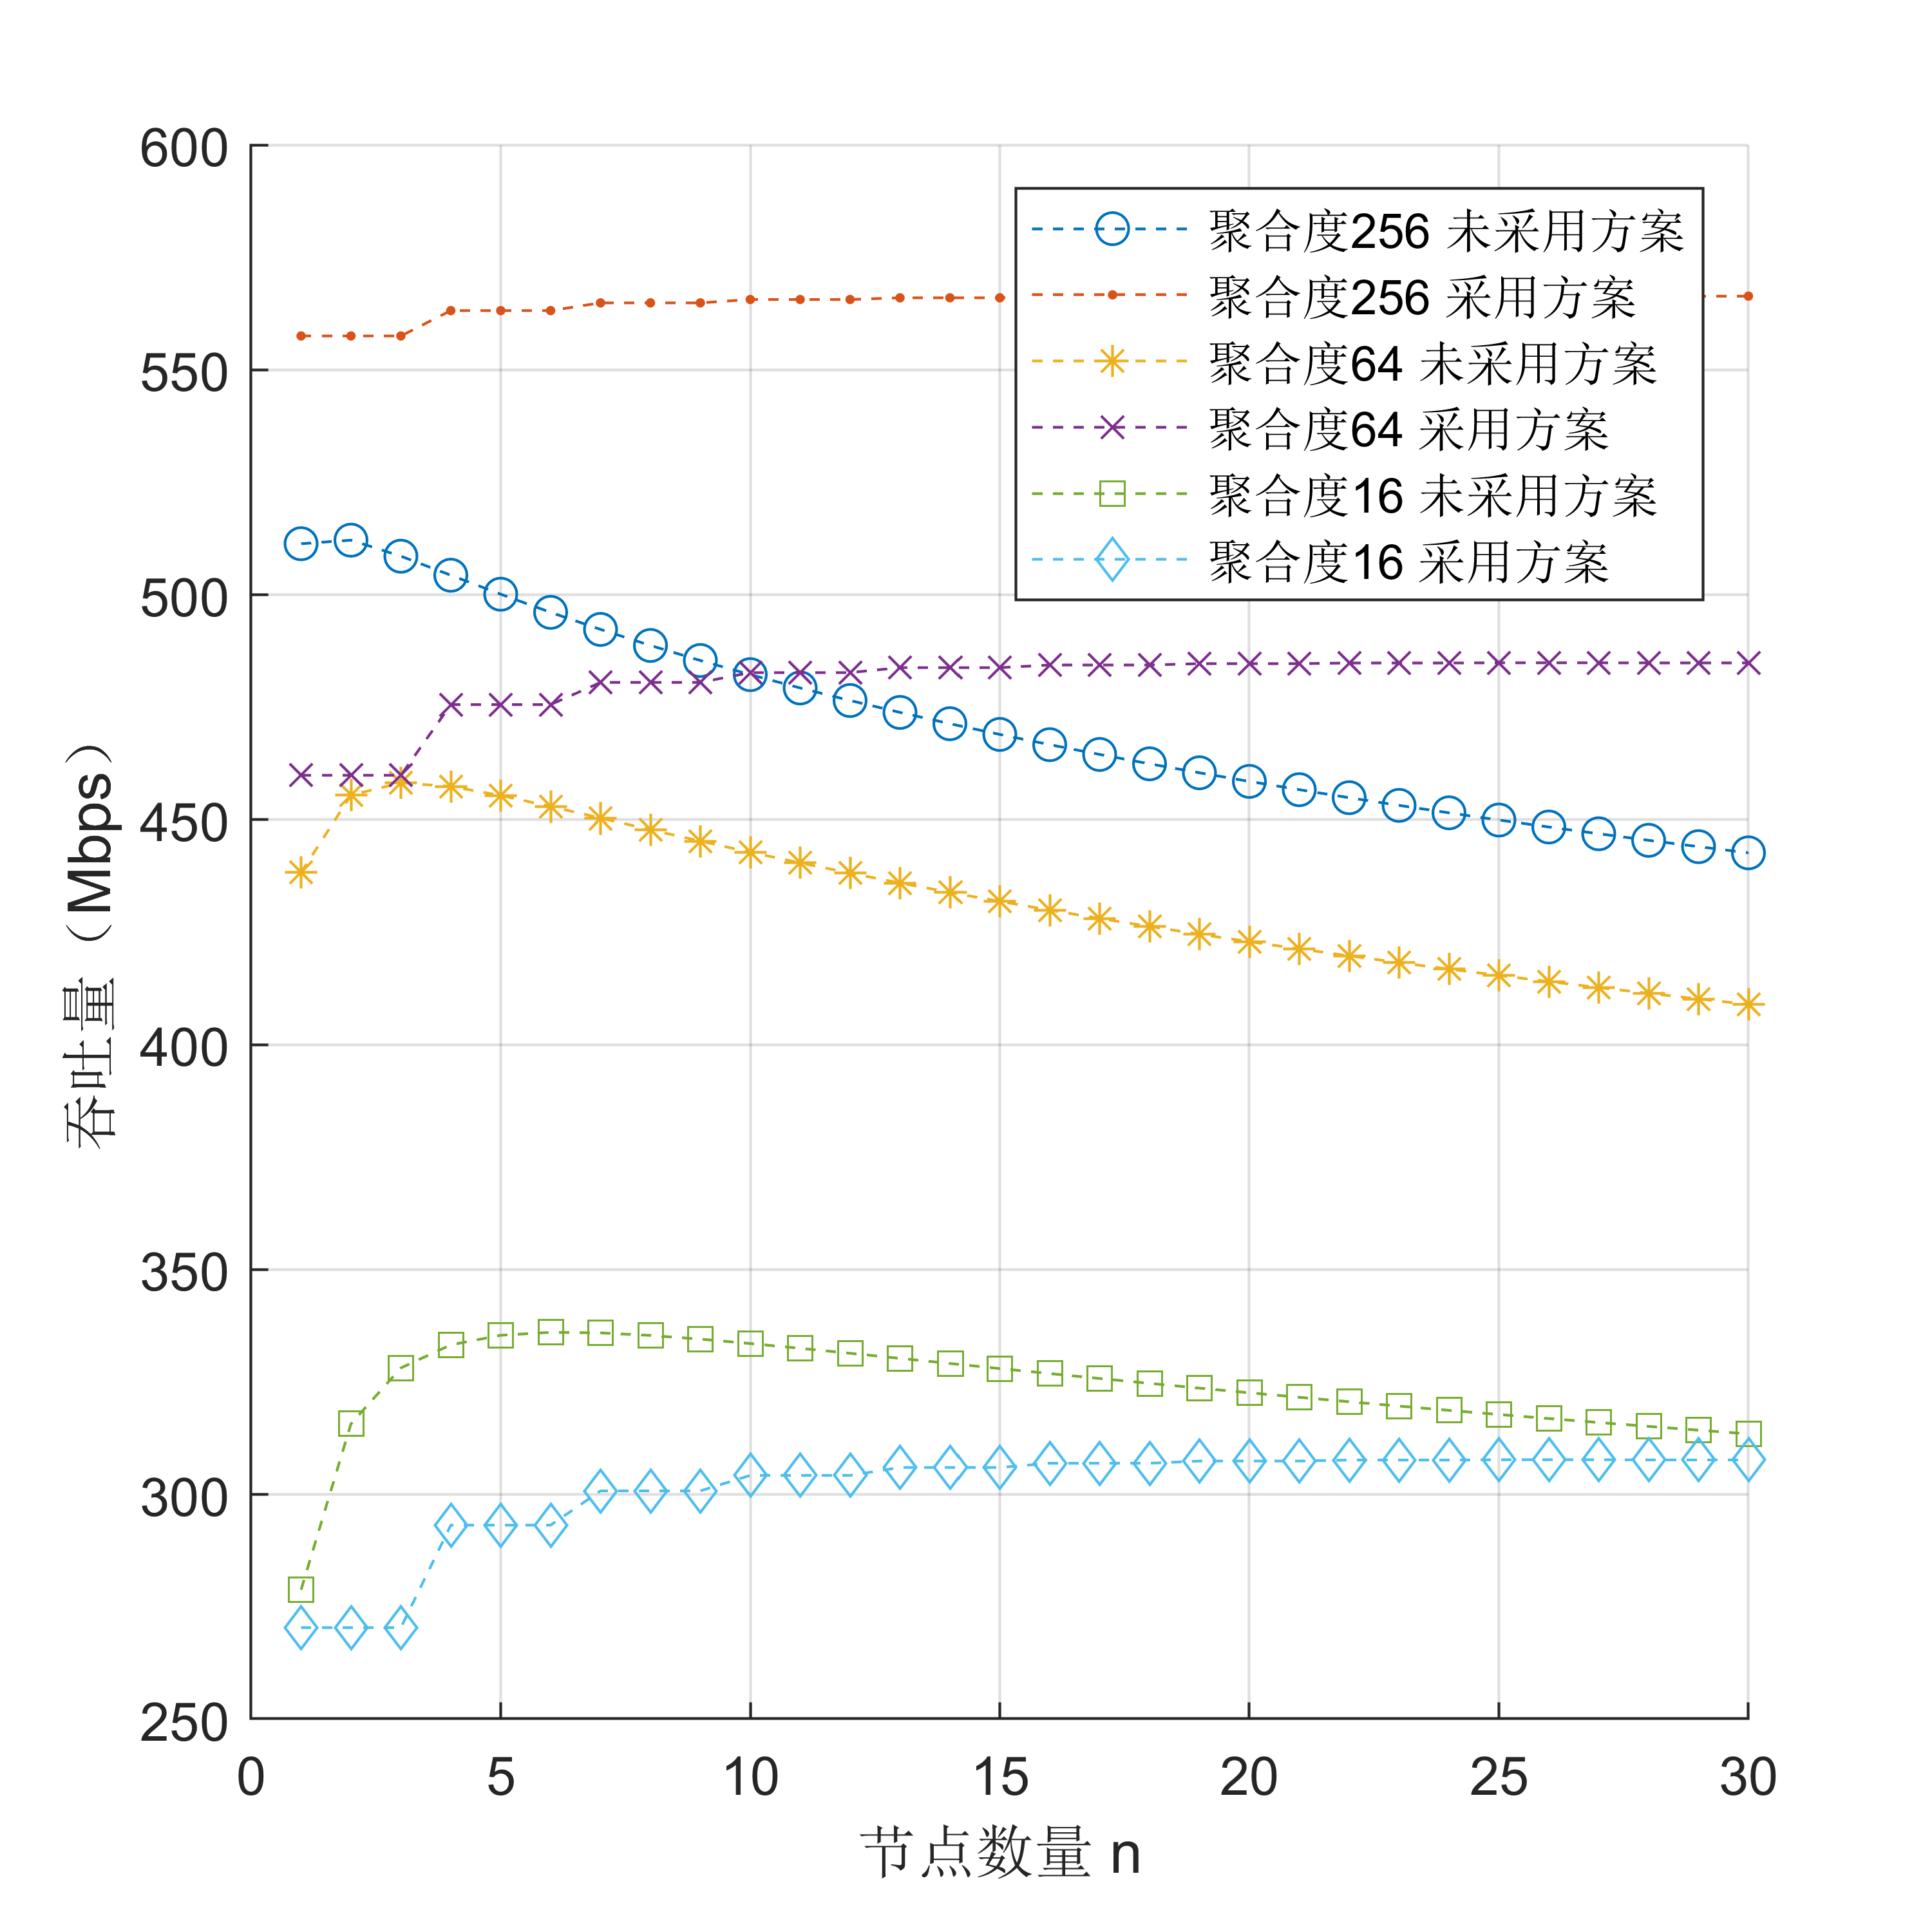 600
550
500
450
400
350
300
250
0 5 10 15 20 25 30
吞吐量（Mbps）
节点数量 n
聚合度256 未采用方案
聚合度256 采用方案
聚合度64 未采用方案
聚合度64 采用方案
聚合度16 未采用方案
聚合度16 采用方案